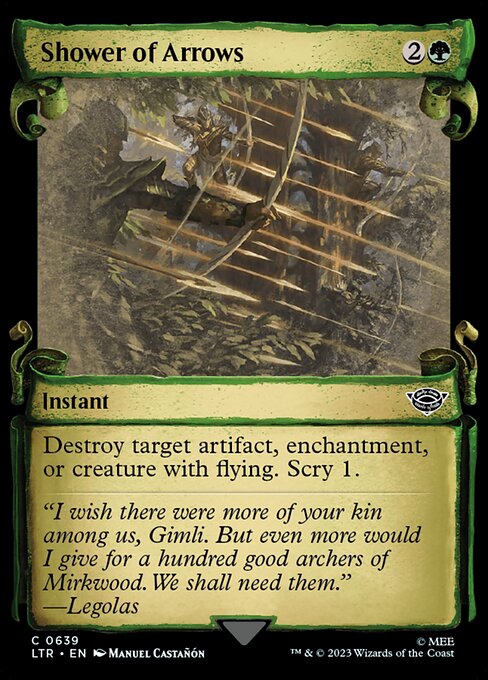 Shower of Arrows 2
Instant
Destroy target artifact, enchantment,
or creature with flying. Scry 1.
“I wish there were more of your kin
among us, Gimli. But even more would
I give for a hundred good archers of
Mirkwood. We shall need them.”
—Legolas
C 0639
LTR • EN Manuel Castañón
© MEE
™ & © 2023 Wizards of the Coast